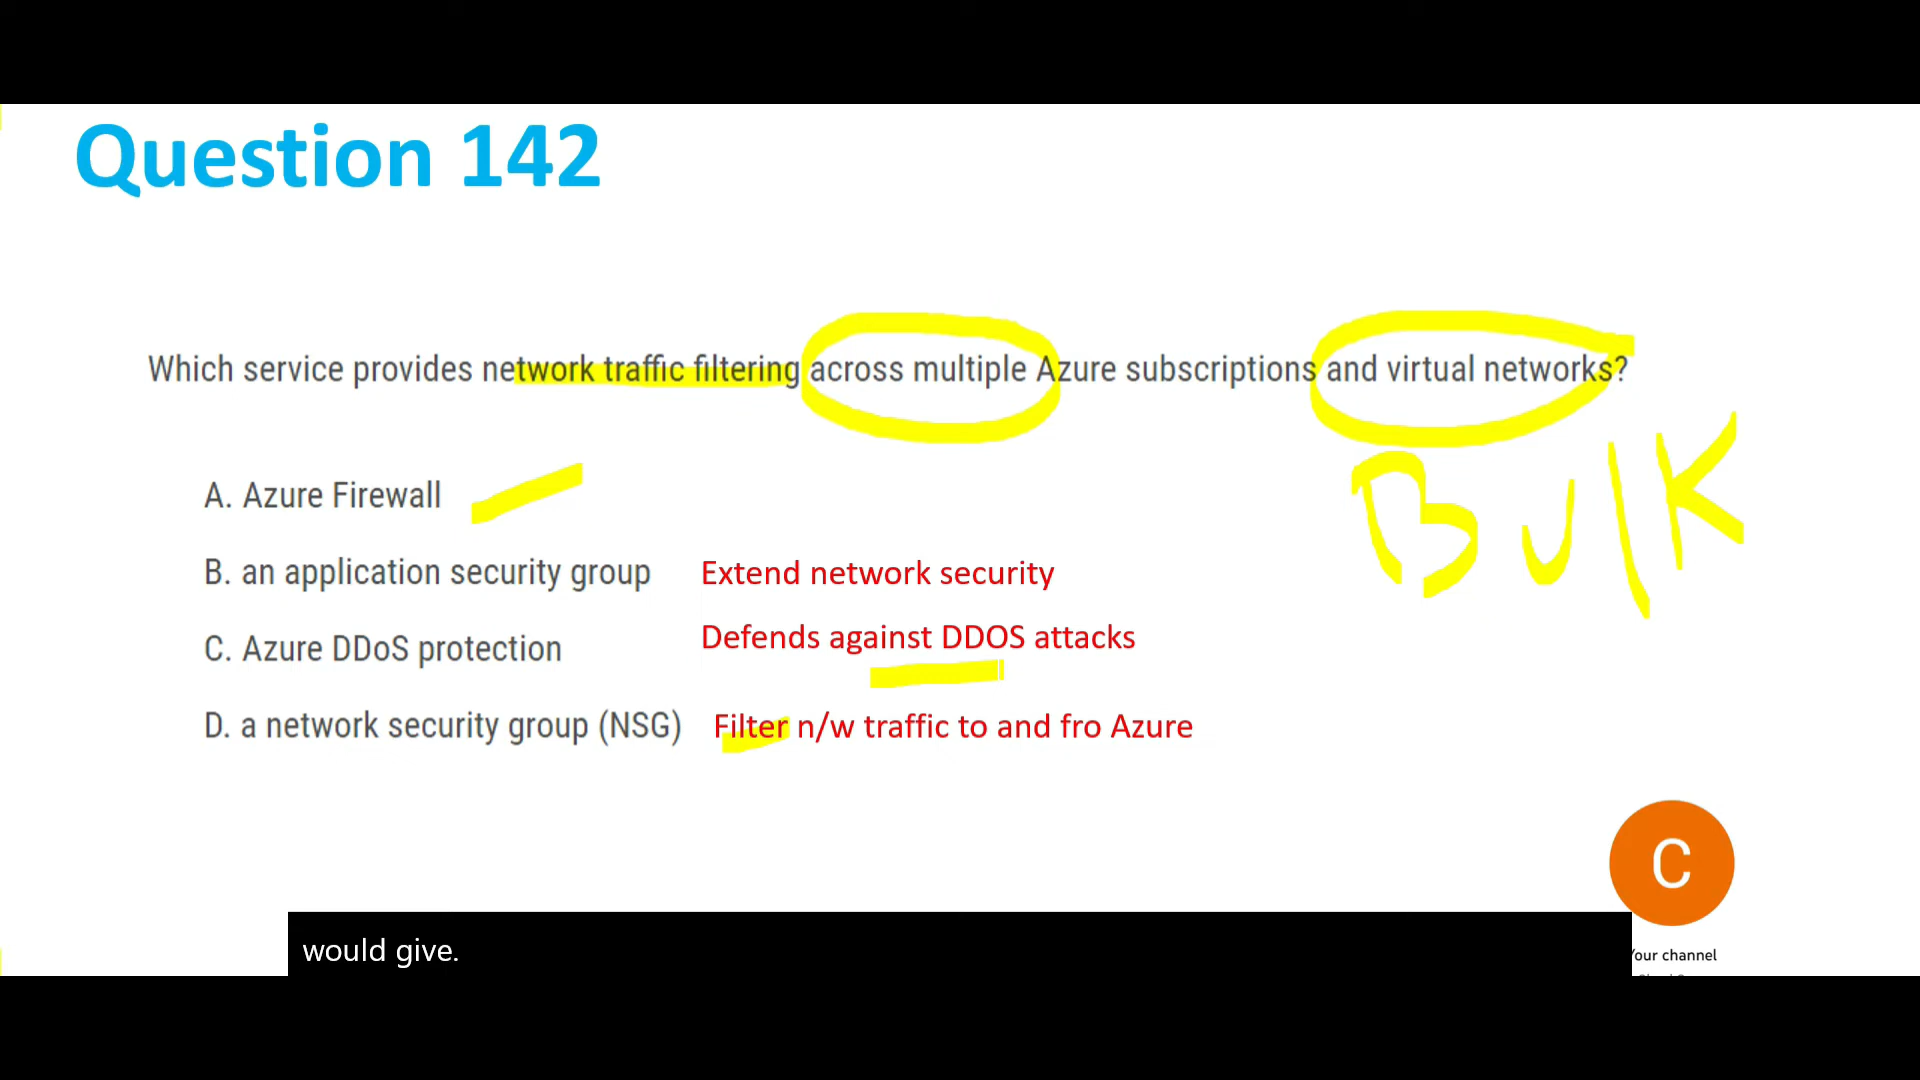 Question 142
Which service provides network traffic filtering across multiple Azure subscriptions and virtual networks?
A. Azure Firewall
Bulk
B. an application security group Extend network security
C. Azure DDoS protection Defends against DDOS attacks
D. a network security group (NSG) Filter n/w traffic to and fro Azure
C
would give.
Your channel